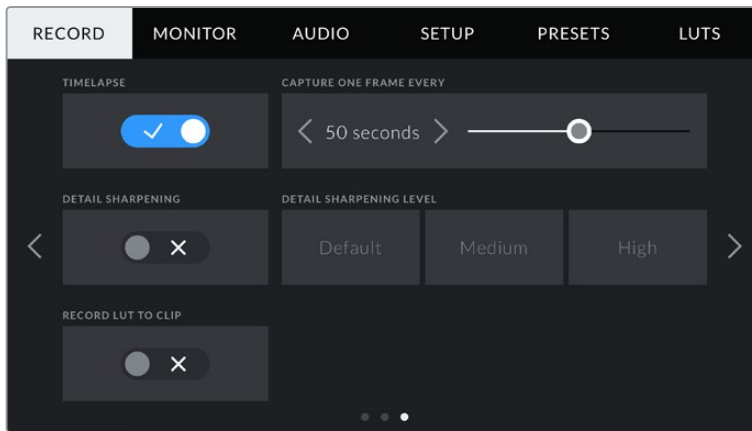 RECORD MONITOR AUDIO SETUP PRESETS LUTS
TIMELAPSE
CAPTURE ONE FRAME EVERY
50 seconds
DETAIL SHARPENING
DETAIL SHARPENING LEVEL
Default Medium High
RECORD LUT TO CLIP